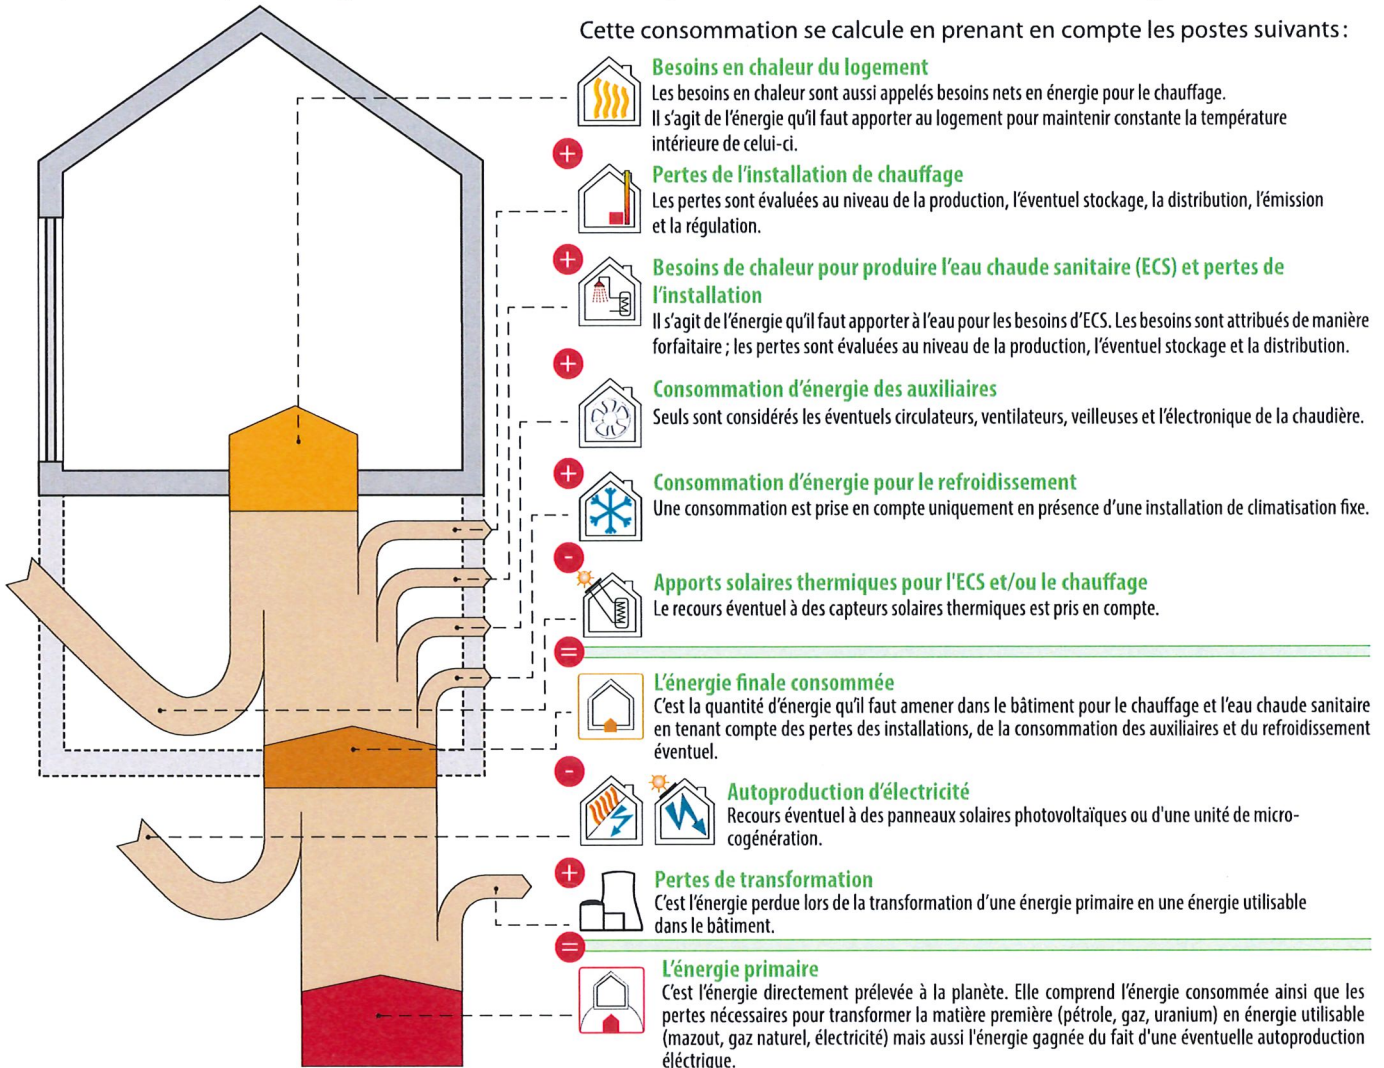 Cette consommation se calcule en prenant en compte les postes suivants :
Besoins en chaleur du logement
Les besoins en chaleur sont aussi appelés besoins nets en énergie pour le chauffage.
Il s'agit de l'énergie qu'il faut apporter au logement pour maintenir constante la température
intérieure de celui-ci.
+
Pertes de l'installation de chauffage
Les pertes sont évaluées au niveau de la production, l'éventuel stockage, la distribution, l'émission
et la régulation.
+
Besoins de chaleur pour produire l'eau chaude sanitaire (ECS) et pertes de
l'installation
Il s'agit de l'énergie qu'il faut apporter à l'eau pour les besoins d'ECS. Les besoins sont attribués de manière
forfaitaire ; les pertes sont évaluées au niveau de la production, l'éventuel stockage et la distribution.
+
Consommation d'énergie des auxiliaires
Seuls sont considérés les éventuels circulateurs, ventilateurs, veilleuses et l'électronique de la chaudière.
+
Consommation d'énergie pour le refroidissement
Une consommation est prise en compte uniquement en présence d'une installation de climatisation fixe.
-
Apports solaires thermiques pour l'ECS et/ou le chauffage
Le recours éventuel à des capteurs solaires thermiques est pris en compte.
=
L'énergie finale consommée
C'est la quantité d'énergie qu'il faut amener dans le bâtiment pour le chauffage et l'eau chaude sanitaire
en tenant compte des pertes des installations, de la consommation des auxiliaires et du refroidissement
éventuel.
-
Autoproduction d'électricité
Recours éventuel à des panneaux solaires photovoltaïques ou d'une unité de micro-
cogénération.
+
Pertes de transformation
C'est l'énergie perdue lors de la transformation d'une énergie primaire en une énergie utilisable
dans le bâtiment.
=
L'énergie primaire
C'est l'énergie directement prélevée à la planète. Elle comprend l'énergie consommée ainsi que les
pertes nécessaires pour transformer la matière première (pétrole, gaz, uranium) en énergie utilisable
(mazout, gaz naturel, électricité) mais aussi l'énergie gagnée du fait d'une éventuelle autoproduction
éléctrique.